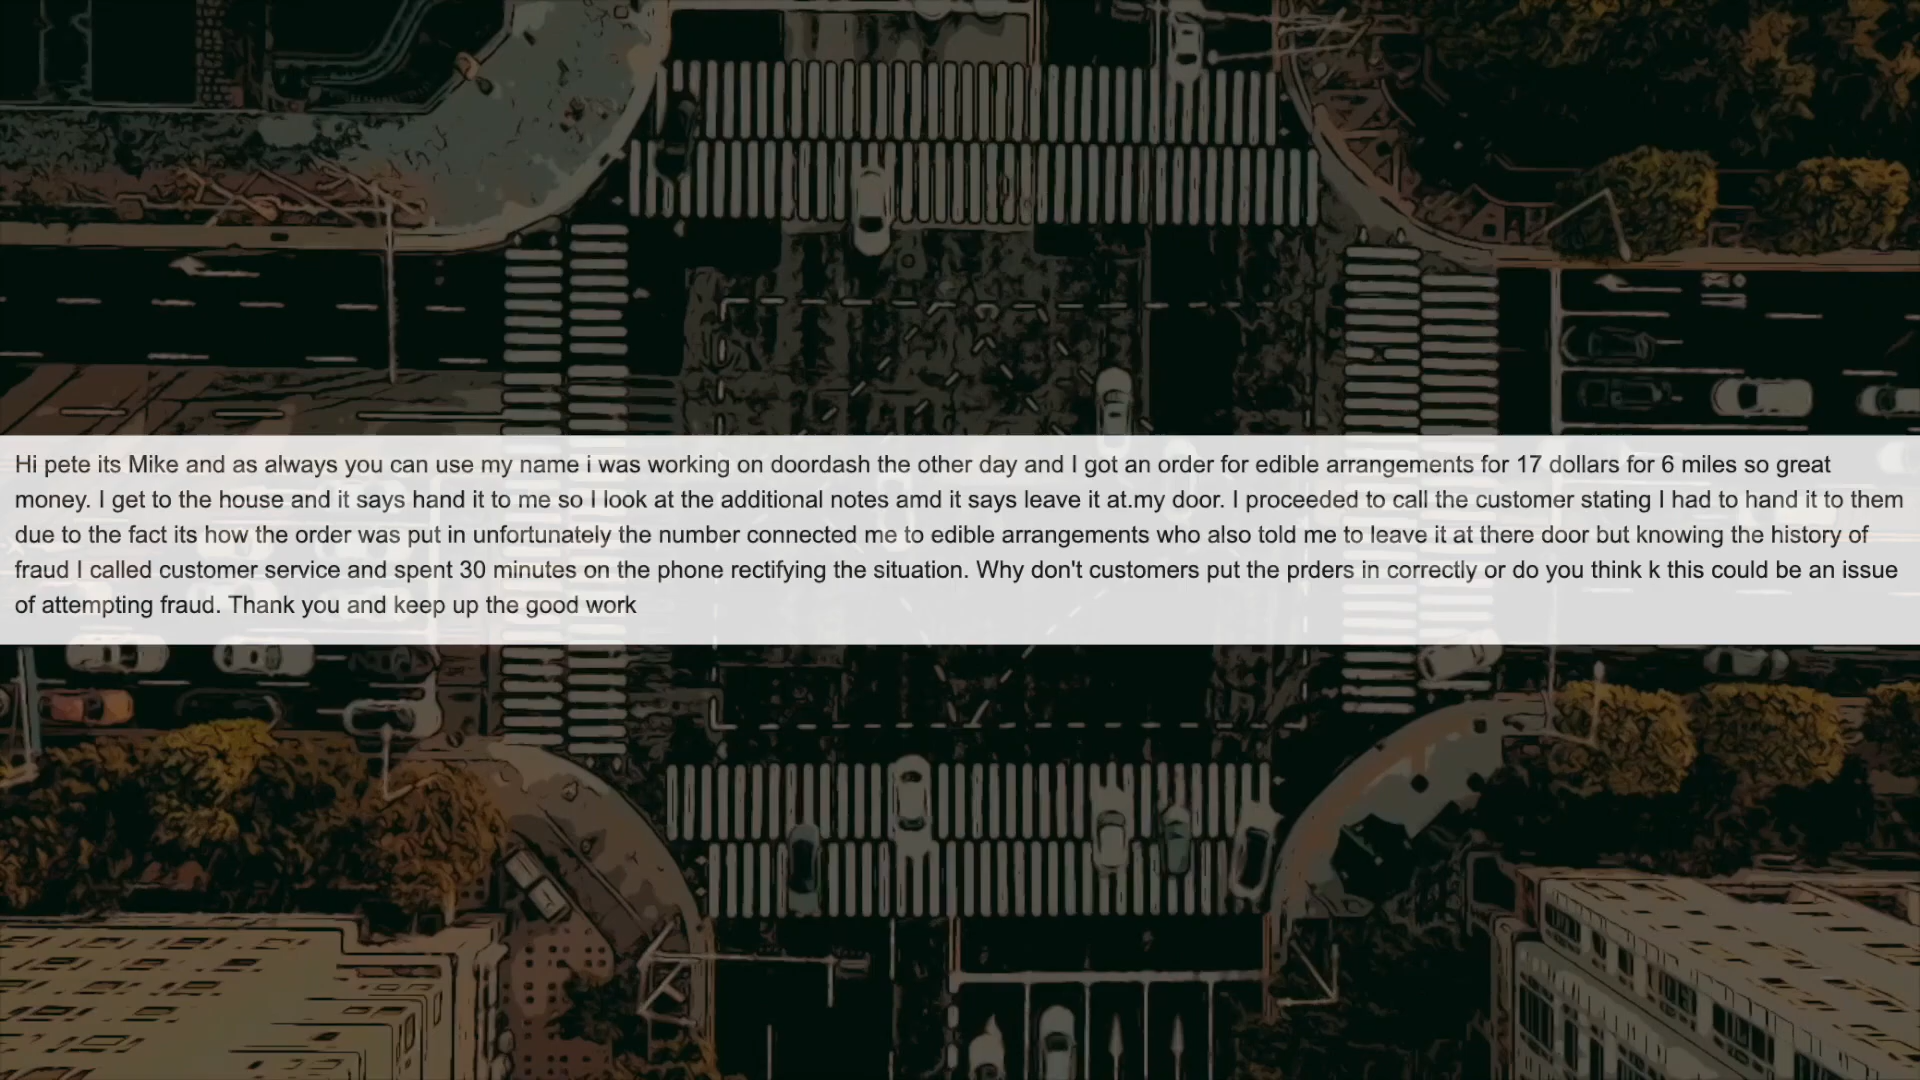 Hi pete its Mike and as always you can use my name i was working on doordash the other day and I got an order for edible arrangements for 17 dollars for 6 miles so great
money. I get to the house and it says hand it to me so I look at the additional notes amd it says leave it at.my door. I proceeded to call the customer stating I had to hand it to them
due to the fact its how the order was put in unfortunately the number connected me to edible arrangements who also told me to leave it at there door but knowing the history of
fraud I called customer service and spent 30 minutes on the phone rectifying the situation. Why don't customers put the prders in correctly or do you think k this could be an issue
of attempting fraud. Thank you and keep up the good work